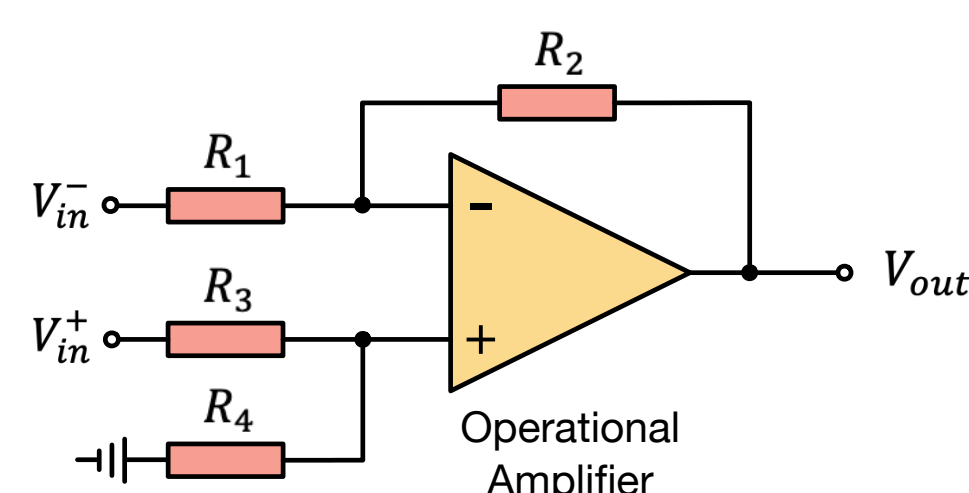 R₂
R₁
V⁻ᵢₙ
-
R₃
V⁺ᵢₙ
+
Vₒᵤₜ
R₄
Operational
Amplifier